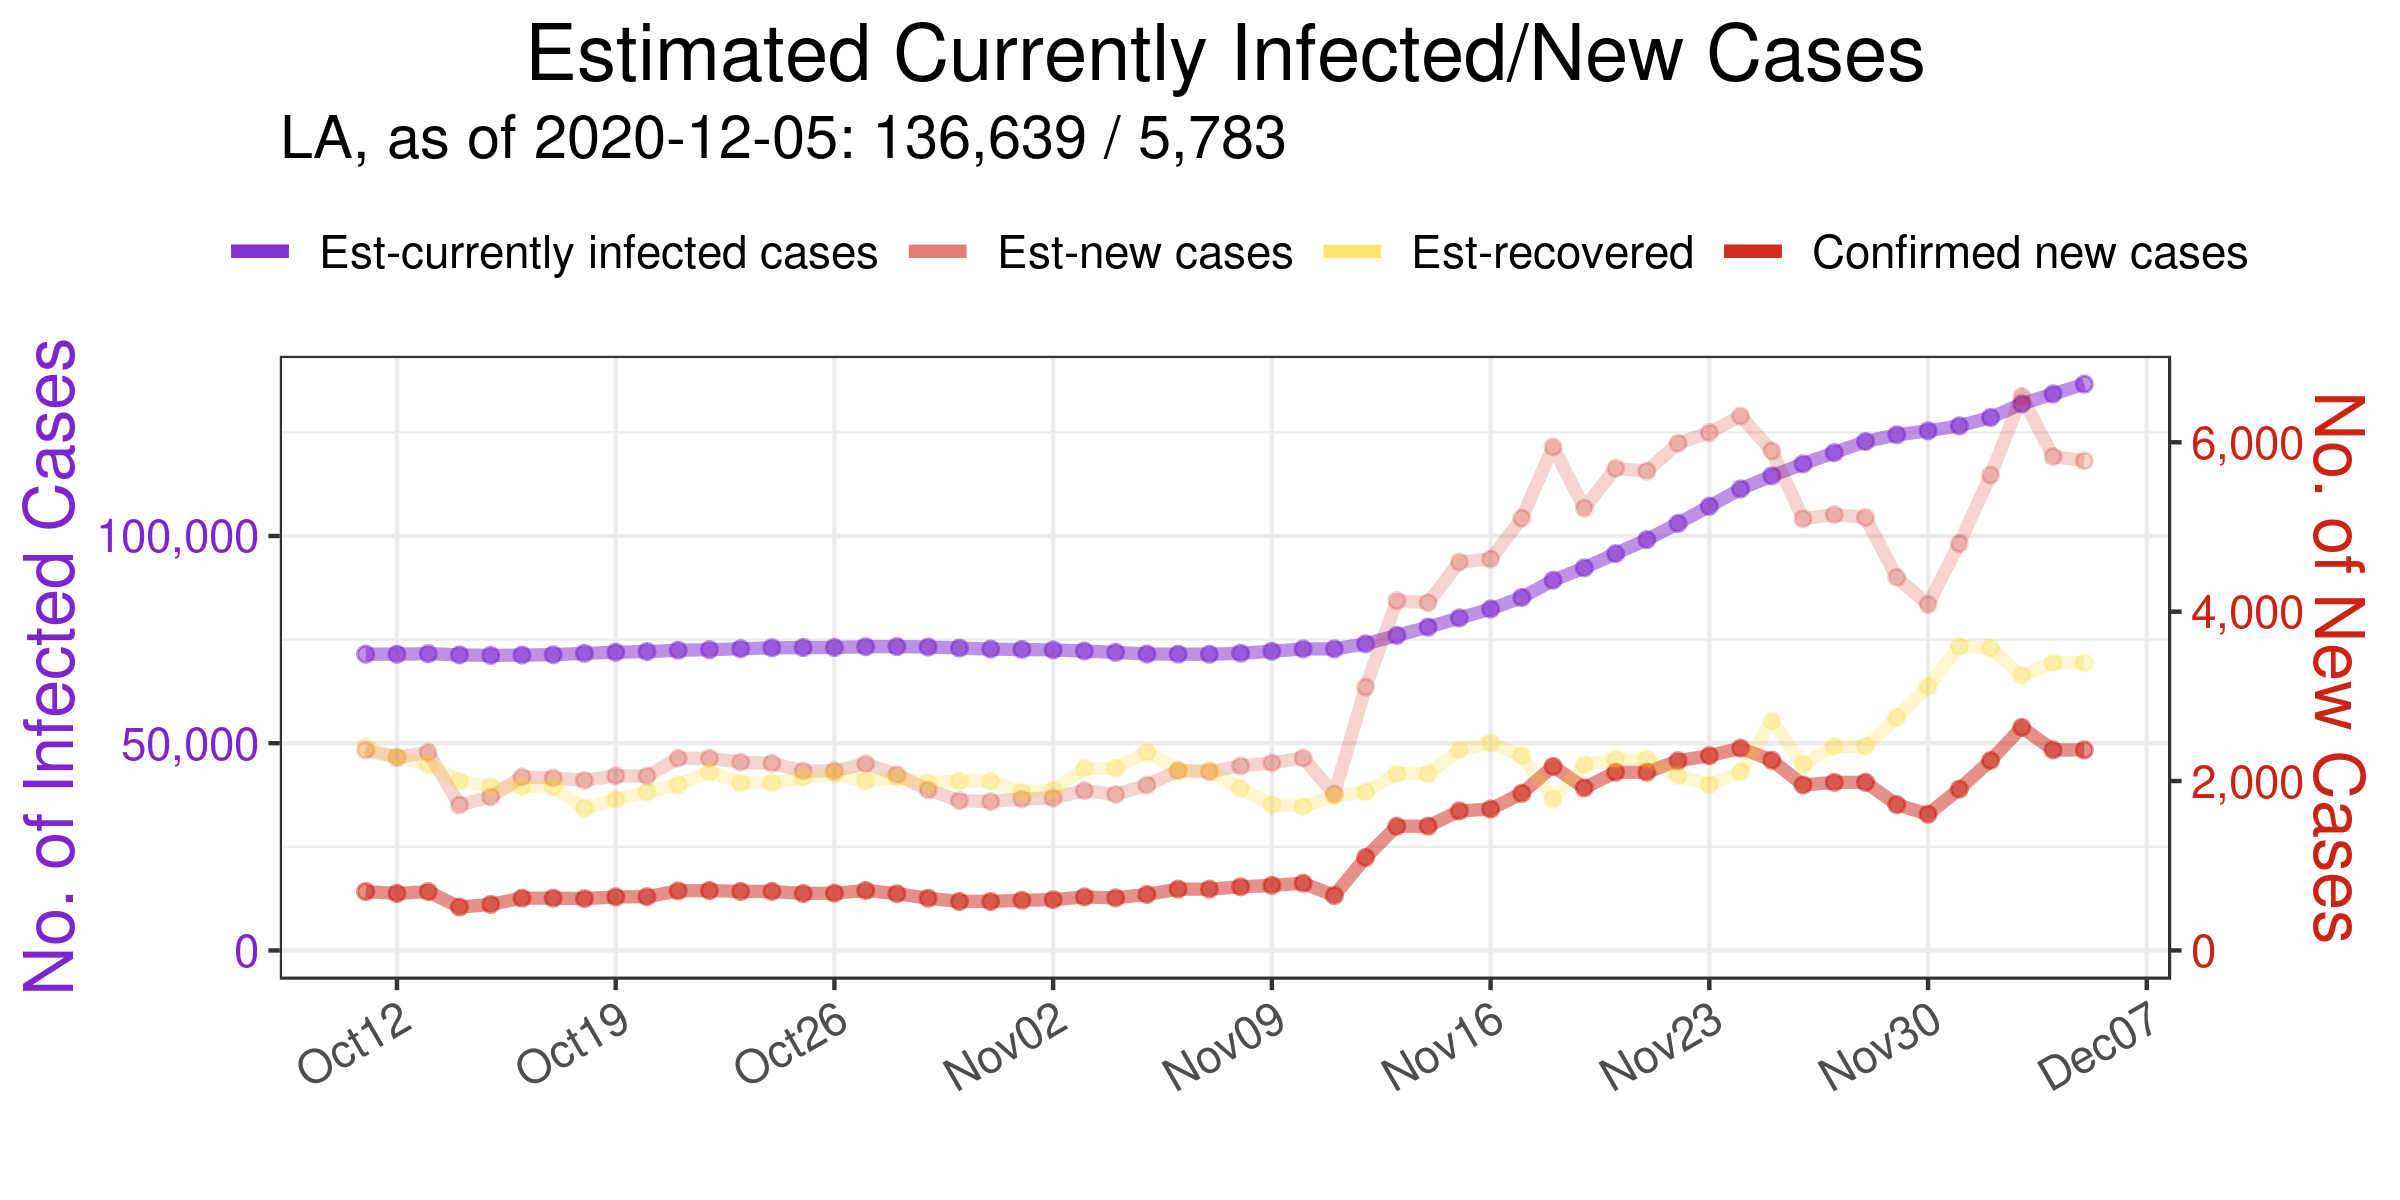 Estimated Currently Infected/New Cases
LA, as of 2020-12-05: 136,639 / 5,783
Est-currently infected cases Est-new cases Est-recovered Confirmed new cases
No. of Infected Cases
100,000
50,000
0
6,000
4,000
2,000
0
No. of New Cases
Oct12 Oct19 Oct26 Nov02 Nov09 Nov16 Nov23 Nov30 Dec07